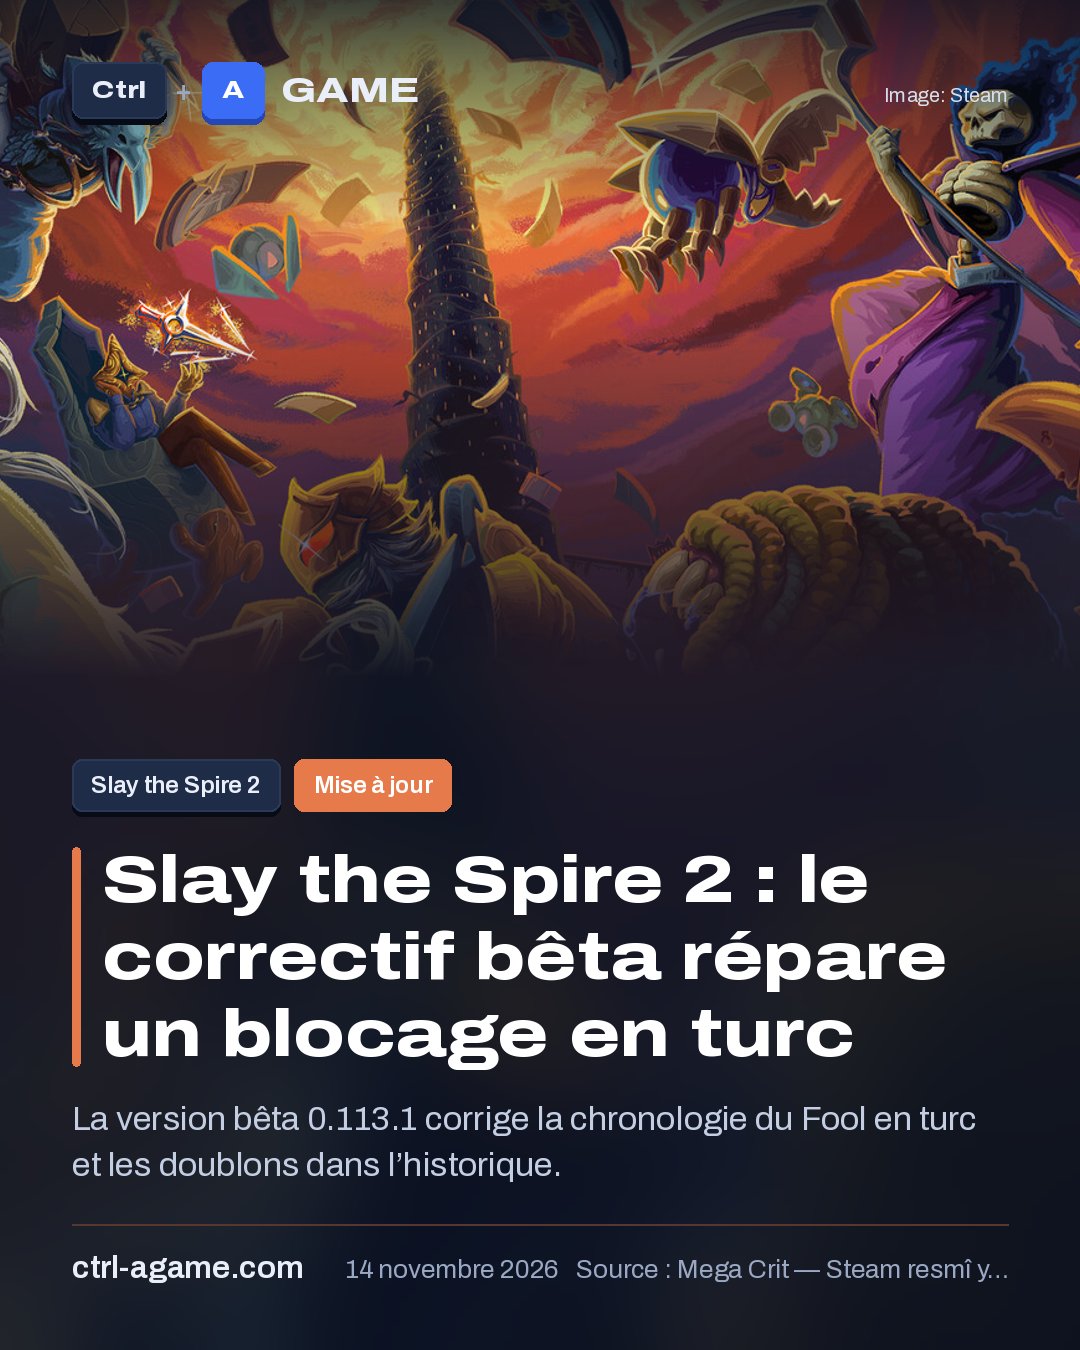 Ctrl + A GAME
Image: Steam
Slay the Spire 2
Mise à jour
Slay the Spire 2 : le
correctif bêta répare
un blocage en turc
La version bêta 0.113.1 corrige la chronologie du Fool en turc
et les doublons dans l’historique.
ctrl-agame.com
14 novembre 2026
Source : Mega Crit — Steam resmî y…